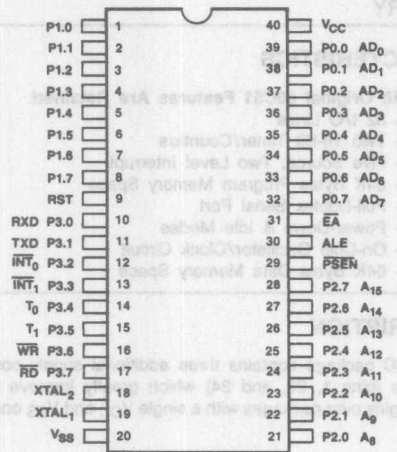 P1.0 1 40 VCC
P1.1 2 39 P0.0 AD0
P1.2 3 38 P0.1 AD1
P1.3 4 37 P0.2 AD2
P1.4 5 36 P0.3 AD3
P1.5 6 35 P0.4 AD4
P1.6 7 34 P0.5 AD5
P1.7 8 33 P0.6 AD6
RST 9 32 P0.7 AD7
RXD P3.0 10 31 EA
TXD P3.1 11 30 ALE
INT0 P3.2 12 29 PSEN
INT1 P3.3 13 28 P2.7 A15
T0 P3.4 14 27 P2.6 A14
T1 P3.5 15 26 P2.5 A13
WR P3.6 16 25 P2.4 A12
RD P3.7 17 24 P2.3 A11
XTAL2 18 23 P2.2 A10
XTAL1 19 22 P2.1 A9
VSS 20 21 P2.0 A8